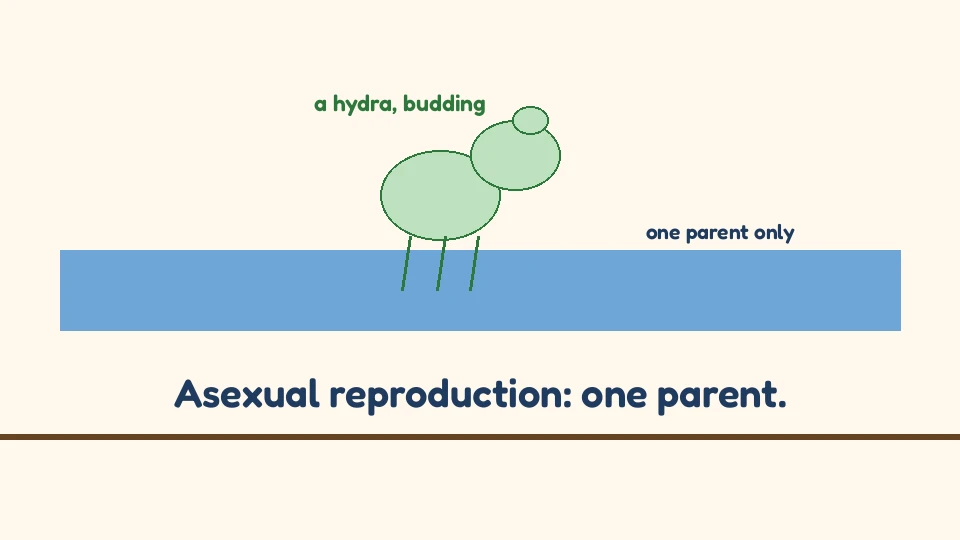 a hydra, budding
one parent only
Asexual reproduction: one parent.